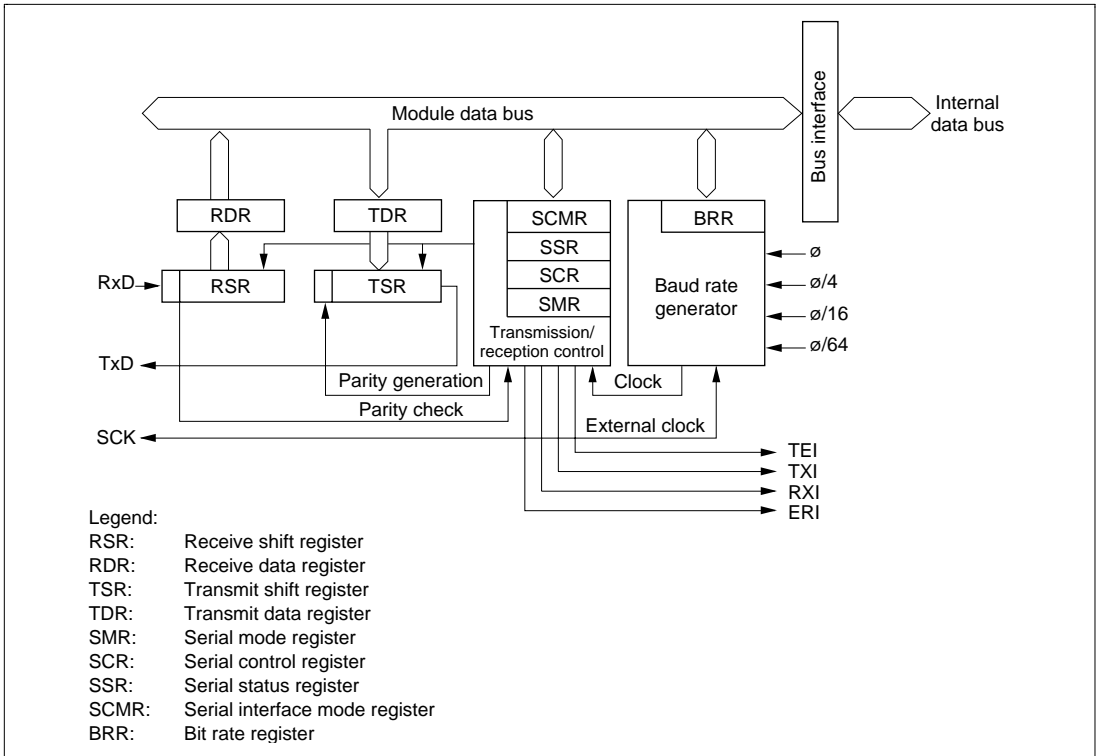 Bus interface
Module data bus
Internal
data bus
RDR
TDR
SCMR
BRR
SSR
SCR
SMR
RxD
RSR
TSR
Baud rate
generator
ø
ø/4
ø/16
ø/64
Transmission/
reception control
TxD
Parity generation
Clock
Parity check
SCK
External clock
TEI
TXI
RXI
ERI
Legend:
RSR: Receive shift register
RDR: Receive data register
TSR: Transmit shift register
TDR: Transmit data register
SMR: Serial mode register
SCR: Serial control register
SSR: Serial status register
SCMR: Serial interface mode register
BRR: Bit rate register